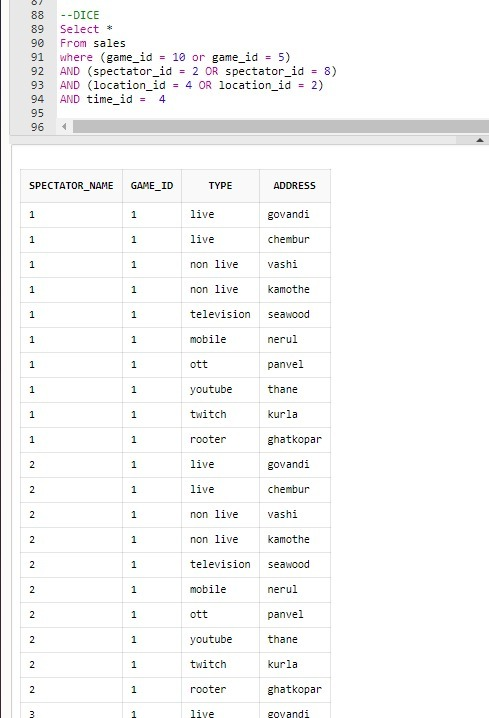 87
88 --DICE
89 Select *
90 From sales
91 where (game_id = 10 or game_id = 5)
92 AND (spectator_id = 2 OR spectator_id = 8)
93 AND (location_id = 4 OR location_id = 2)
94 AND time_id = 4
95
96
SPECTATOR_NAME GAME_ID TYPE ADDRESS
1 1 live govandi
1 1 live chembur
1 1 non live vashi
1 1 non live kamothe
1 1 television seawood
1 1 mobile nerul
1 1 ott panvel
1 1 youtube thane
1 1 twitch kurla
1 1 rooter ghatkopar
2 1 live govandi
2 1 live chembur
2 1 non live vashi
2 1 non live kamothe
2 1 television seawood
2 1 mobile nerul
2 1 ott panvel
2 1 youtube thane
2 1 twitch kurla
2 1 rooter ghatkopar
3 1 live govandi